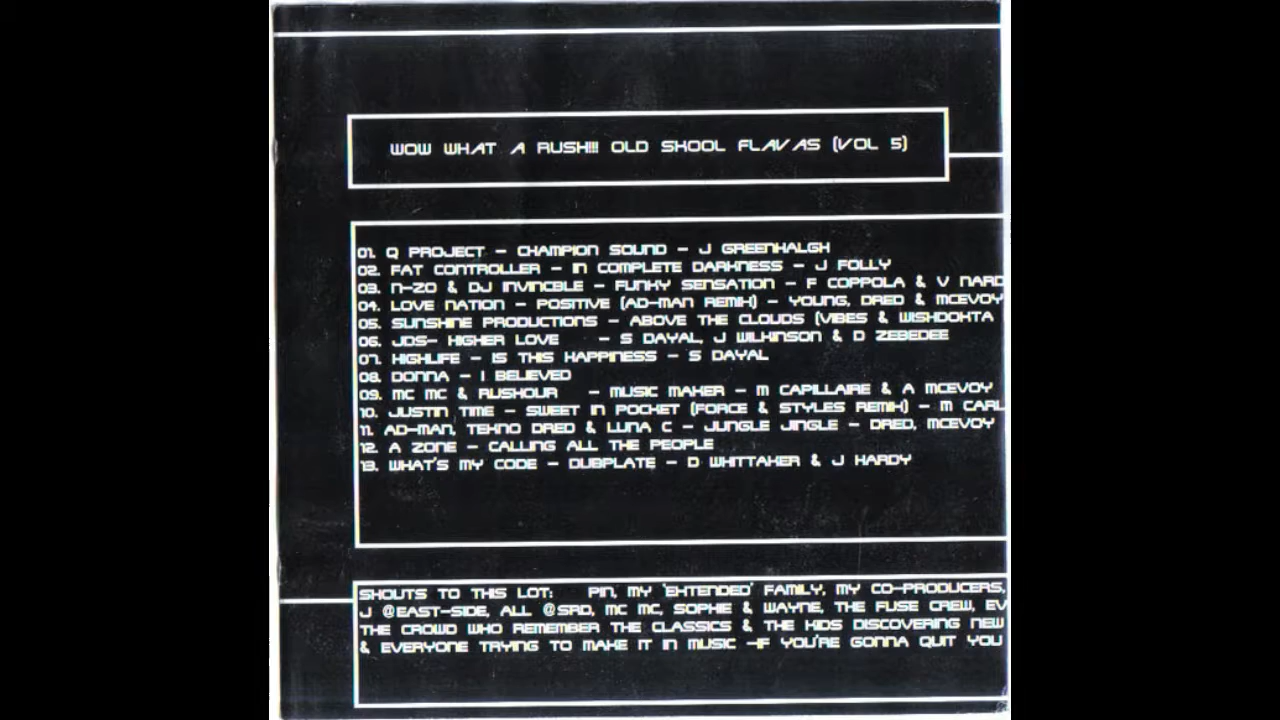 WOW WHAT A RUSH!!! OLD SKOOL FLAVAS (VOL 5)
01. Q PROJECT - CHAMPION SOUND - J GREENHALGH
02. FAT CONTROLLER - IN COMPLETE DARKNESS - J FOLLY
03. N-ZO & DJ INVINCBLE - FUNKY SENSATION - F COPPOLA & V NARD
04. LOVE NATION - POSITIVE (AD-MAN REMIX) - YOUNG, DRED & MCEVOY
05. SUNSHINE PRODUCTIONS - ABOVE THE CLOUDS (VIBES & WISHDOKTA
06. JDS- HIGHER LOVE - S DAYAL, J WILKINSON & D ZEBEDEE
07. HIGHLIFE - IS THIS HAPPINESS - S DAYAL
08. DONNA - I BELIEVED
09. MC MC & RUSHOUR - MUSIC MAKER - M CAPILLAIRE & A MCEVOY
10. JUSTIN TIME - SWEET IN POCKET (FORCE & STYLES REMIX) - M CARL
11. AD-MAN, TEKNO DRED & LUNA C - JUNGLE JINGLE - DRED, MCEVOY
12. A ZONE - CALLING ALL THE PEOPLE
13. WHAT'S MY CODE - DUBPLATE - D WHITTAKER & J HARDY
SHOUTS TO THIS LOT: PIN, MY 'EXTENDED' FAMILY, MY CO-PRODUCERS,
J @EAST-SIDE, ALL @SRD, MC MC, SOPHIE & WAYNE, THE FUSE CREW, EV
THE CROWD WHO REMEMBER THE CLASSICS & THE KIDS DISCOVERING NEW
& EVERYONE TRYING TO MAKE IT IN MUSIC -IF YOU'RE GONNA QUIT YOU